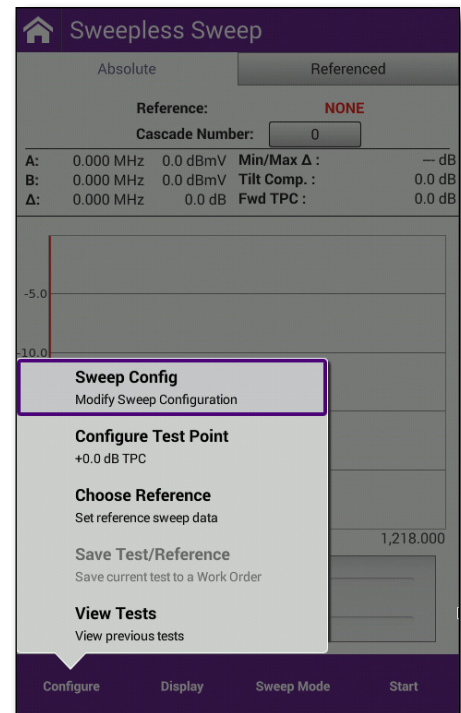 Sweepless Sweep
Absolute Referenced
Reference: NONE
Cascade Number: 0
A: 0.000 MHz 0.0 dBmV Min/Max Δ : --- dB
B: 0.000 MHz 0.0 dBmV Tilt Comp. : 0.0 dB
Δ: 0.000 MHz 0.0 dB Fwd TPC : 0.0 dB
-5.0
-10.0
Sweep Config
Modify Sweep Configuration
Configure Test Point
+0.0 dB TPC
Choose Reference
Set reference sweep data
1,218.000
Save Test/Reference
Save current test to a Work Order
View Tests
View previous tests
Configure Display Sweep Mode Start